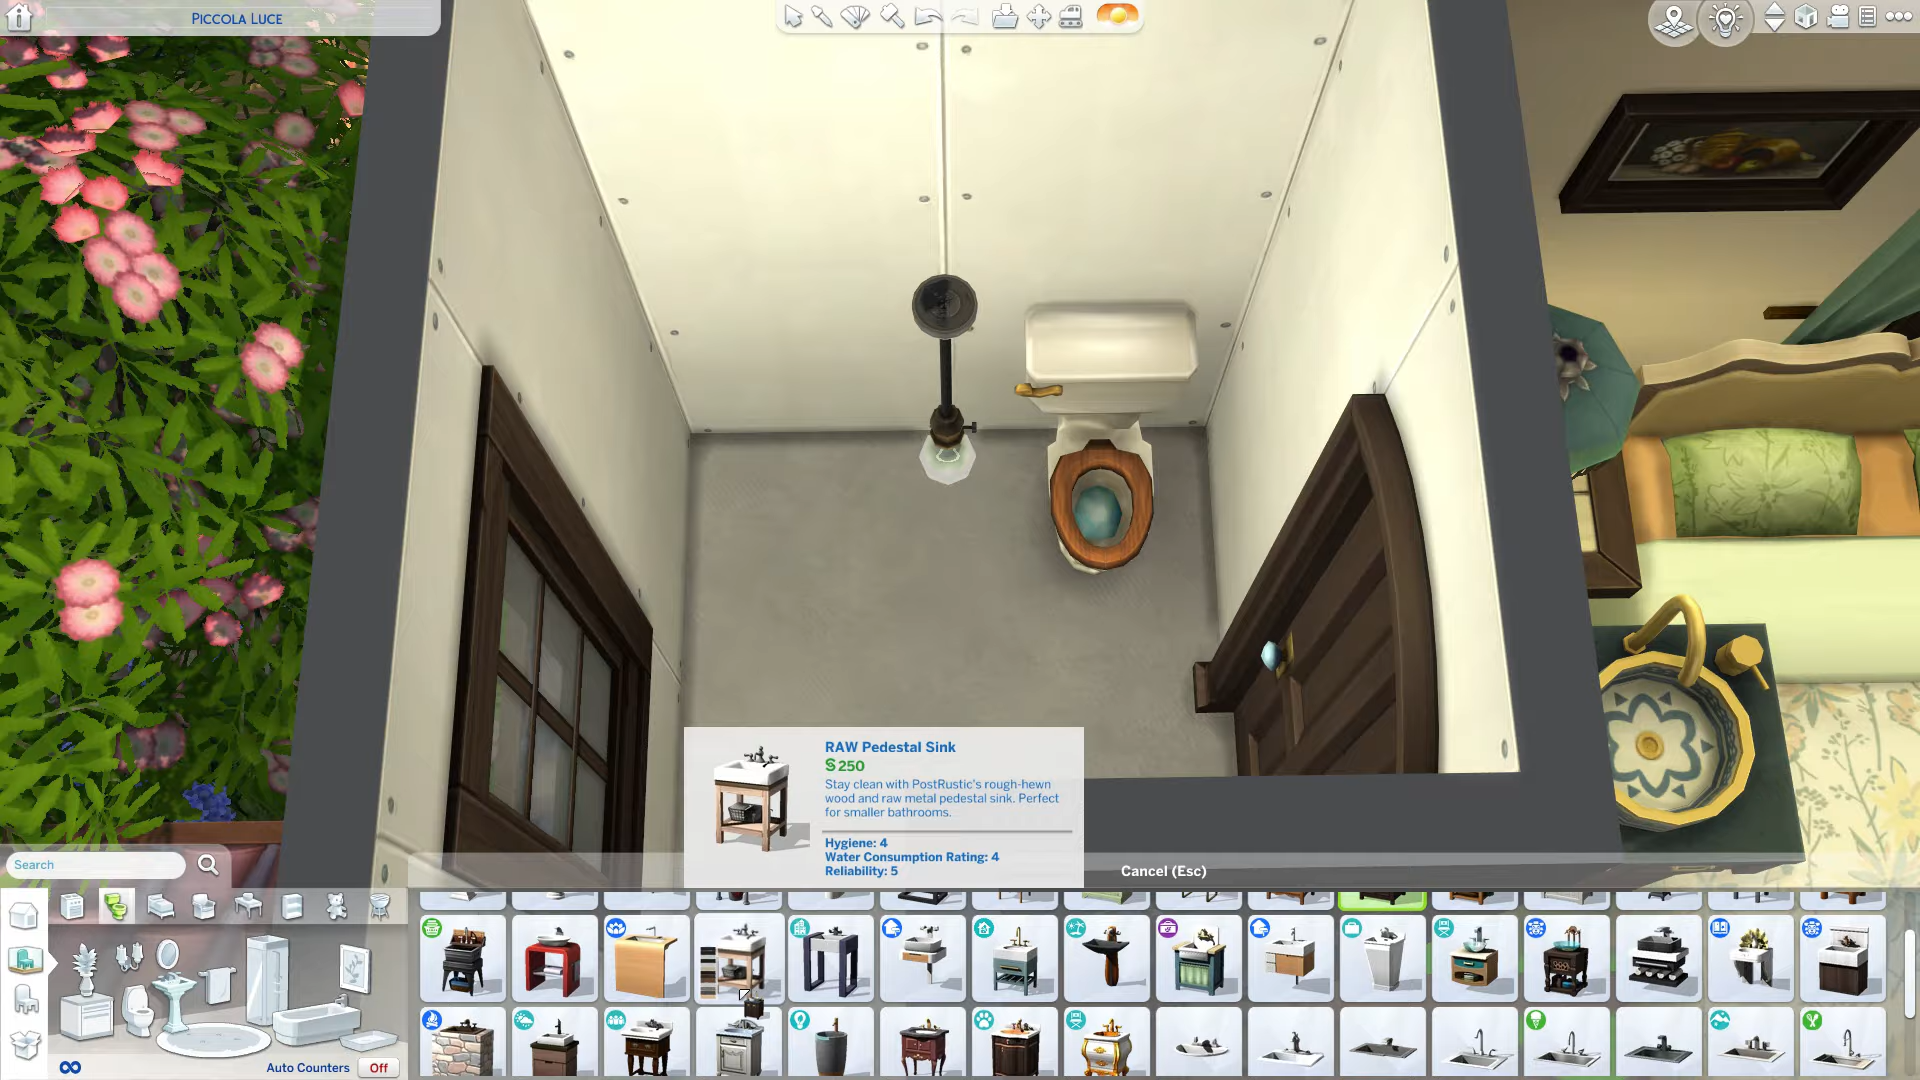 PICCOLA LUCE
RAW Pedestal Sink
§250
Stay clean with PostRustic's rough-hewn
wood and raw metal pedestal sink. Perfect
for smaller bathrooms.
Hygiene: 4
Water Consumption Rating: 4
Reliability: 5
Search
Cancel (Esc)
Auto Counters
Off